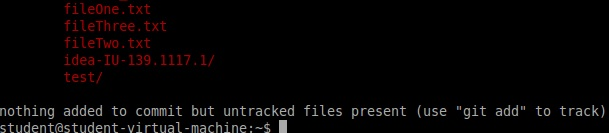 fileOne.txt
fileThree.txt
fileTwo.txt
idea-IU-139.1117.1/
test/
nothing added to commit but untracked files present (use "git add" to track)
student@student-virtual-machine:~$